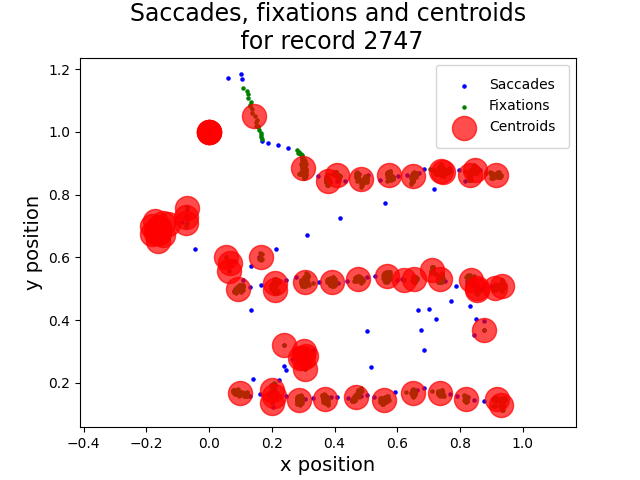 Saccades, fixations and centroids
for record 2747
Saccades
Fixations
Centroids
1.2
1.0
0.8
0.6
0.4
0.2
y position
−0.4
−0.2
0.0
0.2
0.4
0.6
0.8
1.0
x position